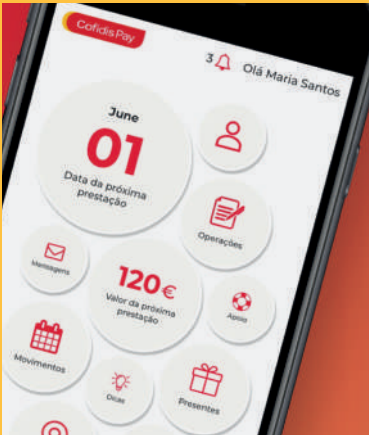 Cofidis Pay
3 Olá Maria Santos
June
01
Data da próxima
prestação
Operações
Mensagens
120€
Valor da próxima
prestação
Apoio
Movimentos
Dicas
Presentes